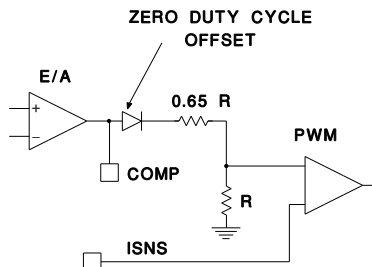 ZERO DUTY CYCLE
OFFSET
E/A
0.65 R
+
−
PWM
COMP
R
ISNS